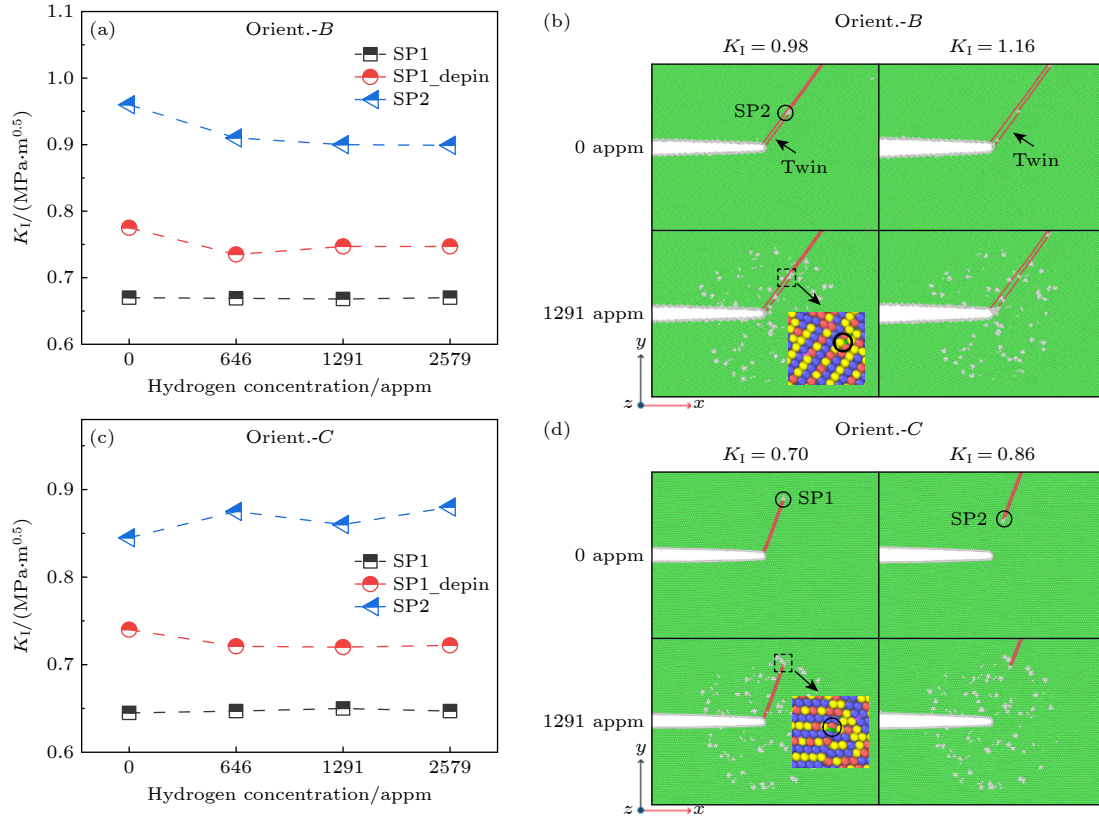 (a)
Orient.-B
SP1
SP1_depin
SP2
1.1
1.0
0.9
0.8
0.7
0.6
K_I/(MPa·m^0.5)
0 646 1291 2579
Hydrogen concentration/appm
(b)
Orient.-B
K_I = 0.98 K_I = 1.16
0 appm
SP2
Twin
Twin
1291 appm
y
z x
(c)
Orient.-C
0.9
0.8
0.7
0.6
K_I/(MPa·m^0.5)
SP1
SP1_depin
SP2
0 646 1291 2579
Hydrogen concentration/appm
(d)
Orient.-C
K_I = 0.70 K_I = 0.86
0 appm
SP1
SP2
1291 appm
y
z x